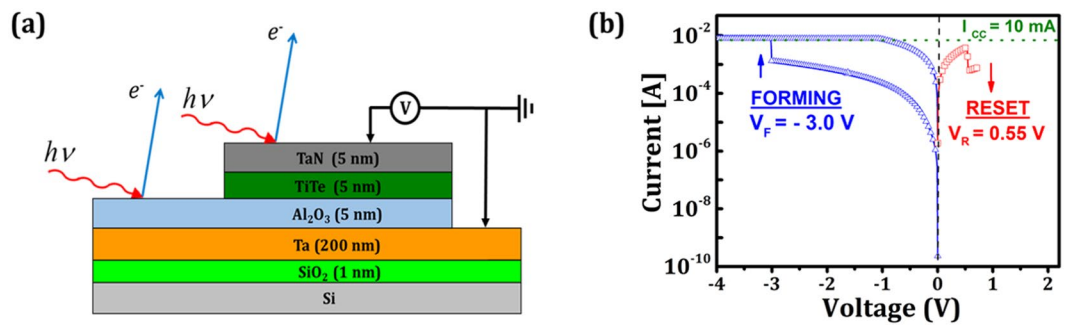 (a)
e-
e-
hν
hν
V
TaN (5 nm)
TiTe (5 nm)
Al₂O₃ (5 nm)
Ta (200 nm)
SiO₂ (1 nm)
Si
(b)
I CC = 10 mA
10⁻²
10⁻⁴
10⁻⁶
10⁻⁸
10⁻¹⁰
Current [A]
FORMING
V_F = - 3.0 V
RESET
V_R = 0.55 V
-4 -3 -2 -1 0 1 2
Voltage (V)